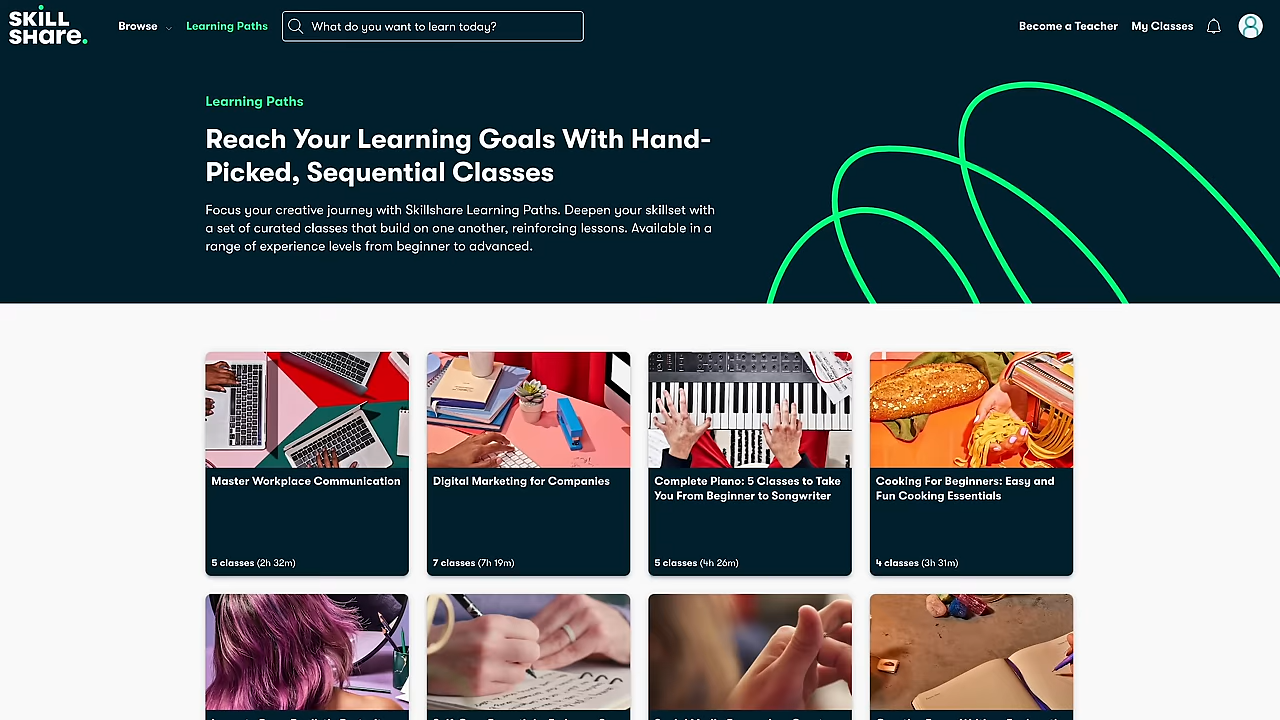 SKILL
SHare.
Browse
Learning Paths
What do you want to learn today?
Become a Teacher
My Classes
Learning Paths
Reach Your Learning Goals With Hand-
Picked, Sequential Classes
Focus your creative journey with Skillshare Learning Paths. Deepen your skillset with
a set of curated classes that build on one another, reinforcing lessons. Available in a
range of experience levels from beginner to advanced.
Master Workplace Communication
5 classes (2h 32m)
Digital Marketing for Companies
7 classes (7h 19m)
Complete Piano: 5 Classes to Take
You From Beginner to Songwriter
5 classes (4h 26m)
Cooking For Beginners: Easy and
Fun Cooking Essentials
4 classes (3h 31m)